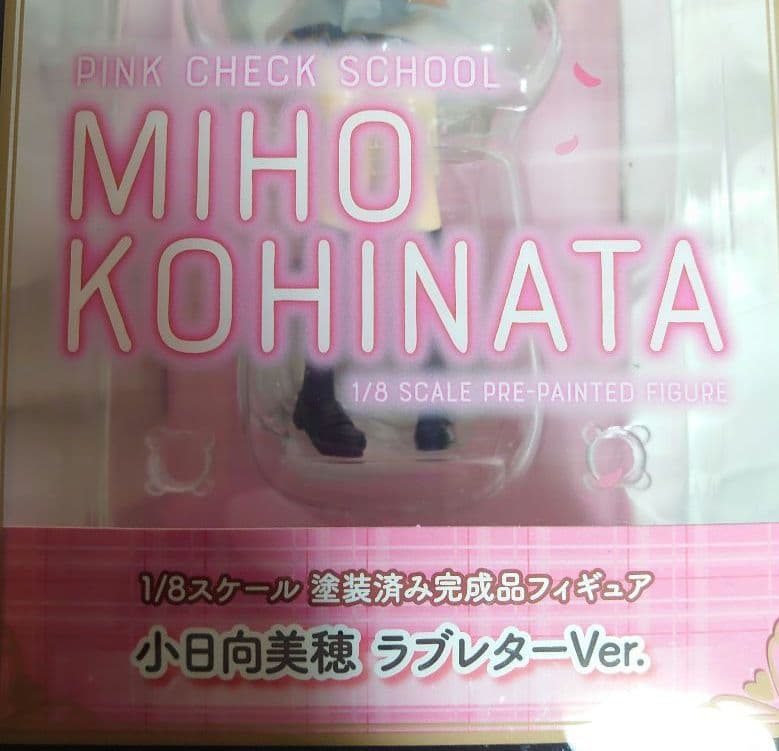 PINK CHECK SCHOOL
MIHO
KOHINATA
1/8 SCALE PRE-PAINTED FIGURE
1/8スケール 塗装済み完成品フィギュア
小日向美穂 ラブレターVer.